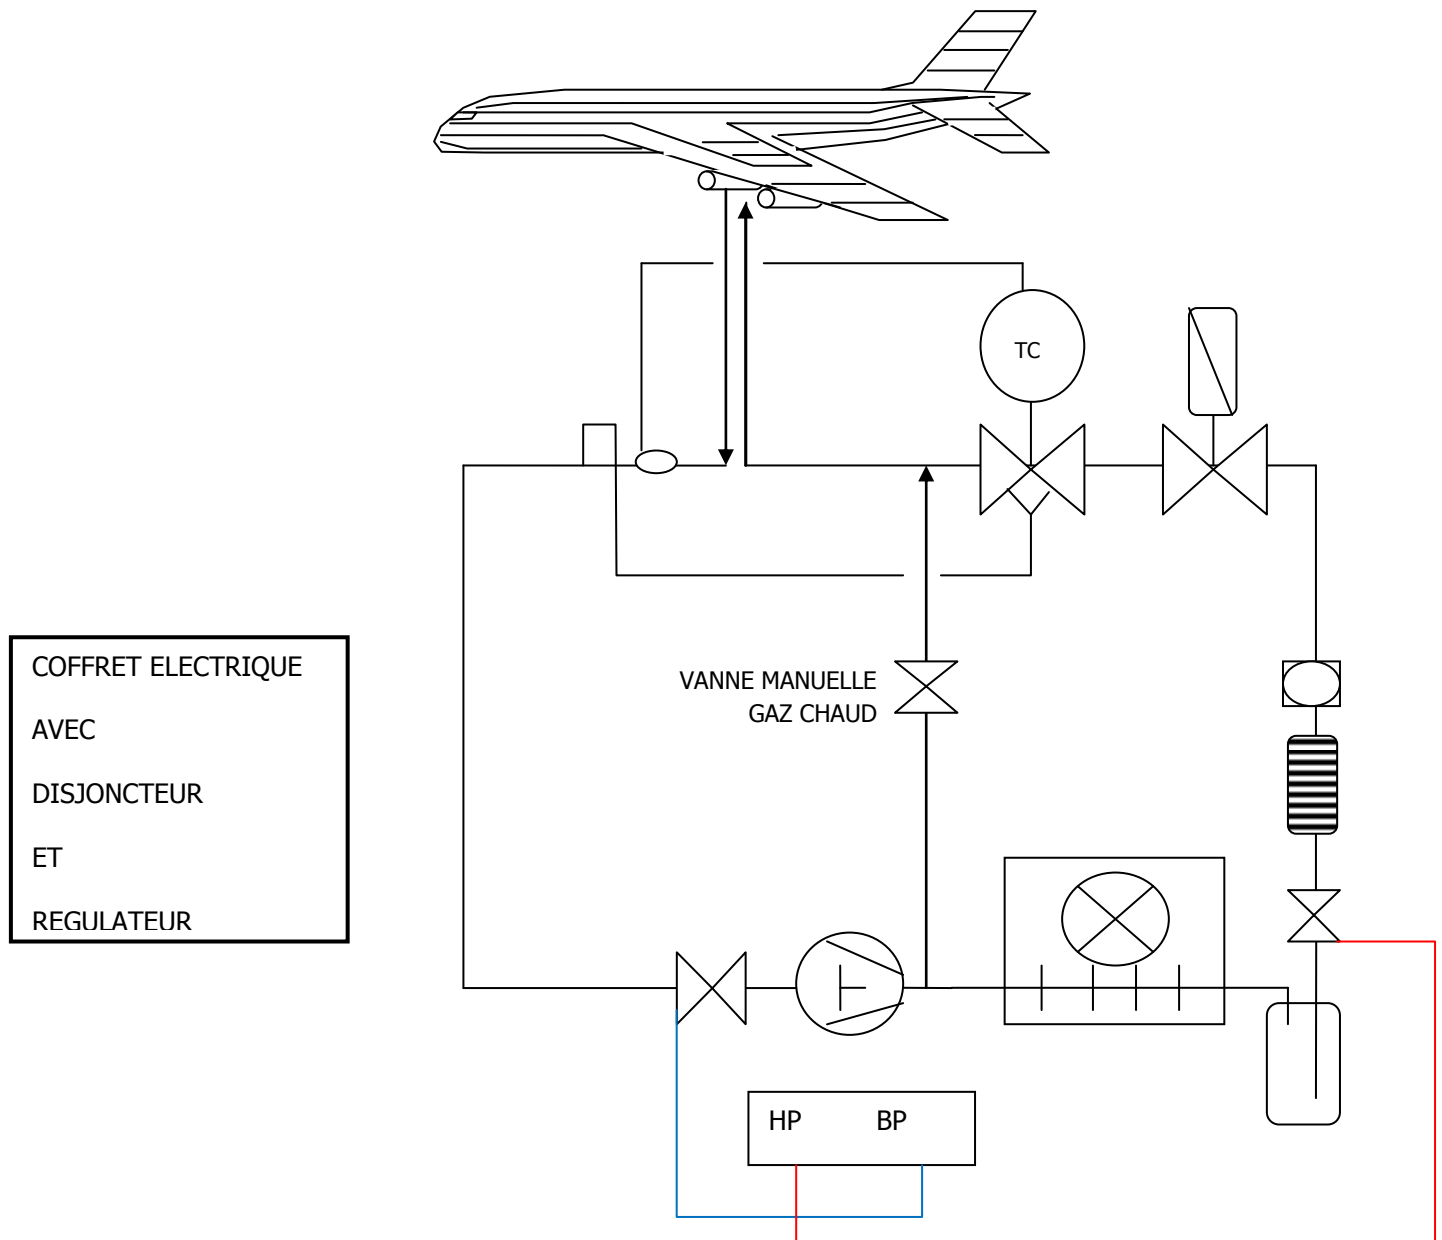 TC
COFFRET ELECTRIQUE
AVEC
DISJONCTEUR
ET
REGULATEUR
VANNE MANUELLE
GAZ CHAUD
HP BP